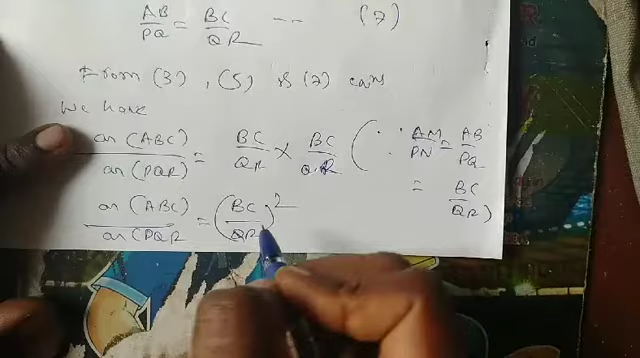 AB/PQ = BC/QR -- (7)
From (3), (5) & (7) cans
We have
ar (ABC)/ar (PQR) = BC/QR × BC/QR (∵ AM/PN = AB/PQ
= BC/QR)
ar (ABC)/ar (PQR = (BC/QR)²